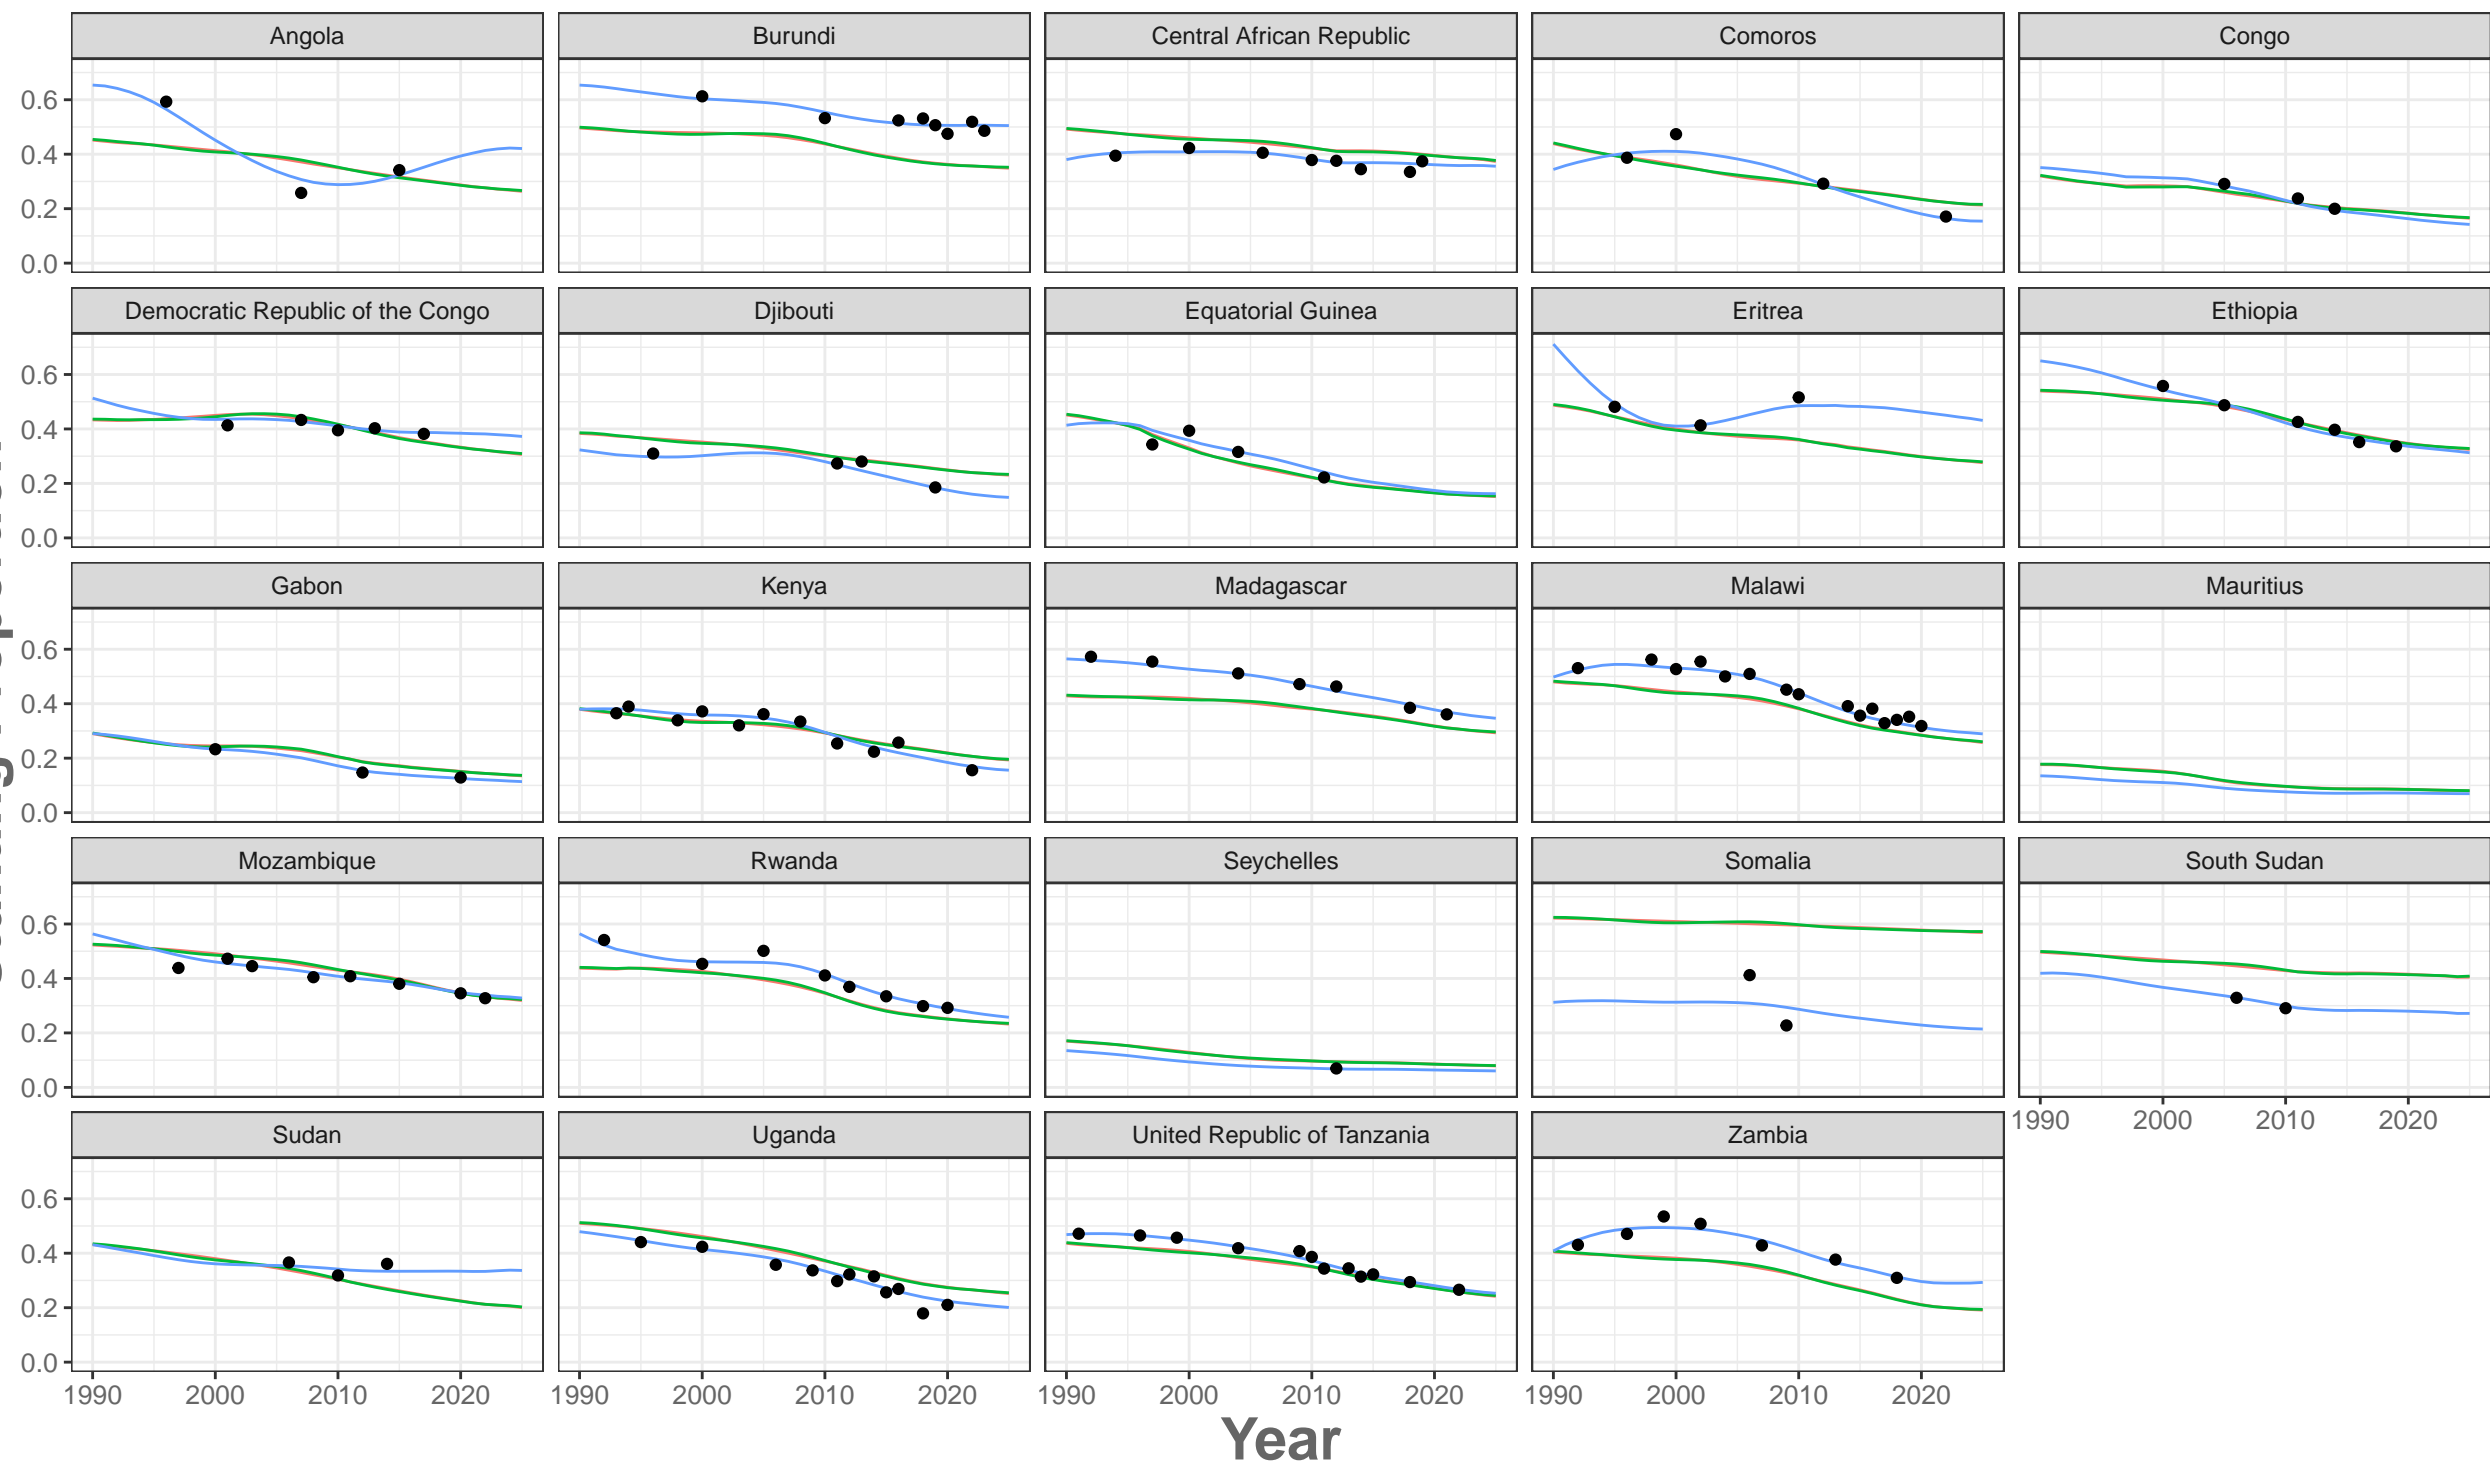 Angola Burundi Central African Republic Comoros Congo
0.6
0.4
0.2
0.0
Democratic Republic of the Congo Djibouti Equatorial Guinea Eritrea Ethiopia
0.6
0.4
0.2
0.0
Gabon Kenya Madagascar Malawi Mauritius
0.6
0.4
0.2
0.0
Mozambique Rwanda Seychelles Somalia South Sudan
0.6
0.4
0.2
0.0
1990 2000 2010 2020
Sudan Uganda United Republic of Tanzania Zambia
0.6
0.4
0.2
0.0
1990 2000 2010 2020 1990 2000 2010 2020 1990 2000 2010 2020 1990 2000 2010 2020
Year